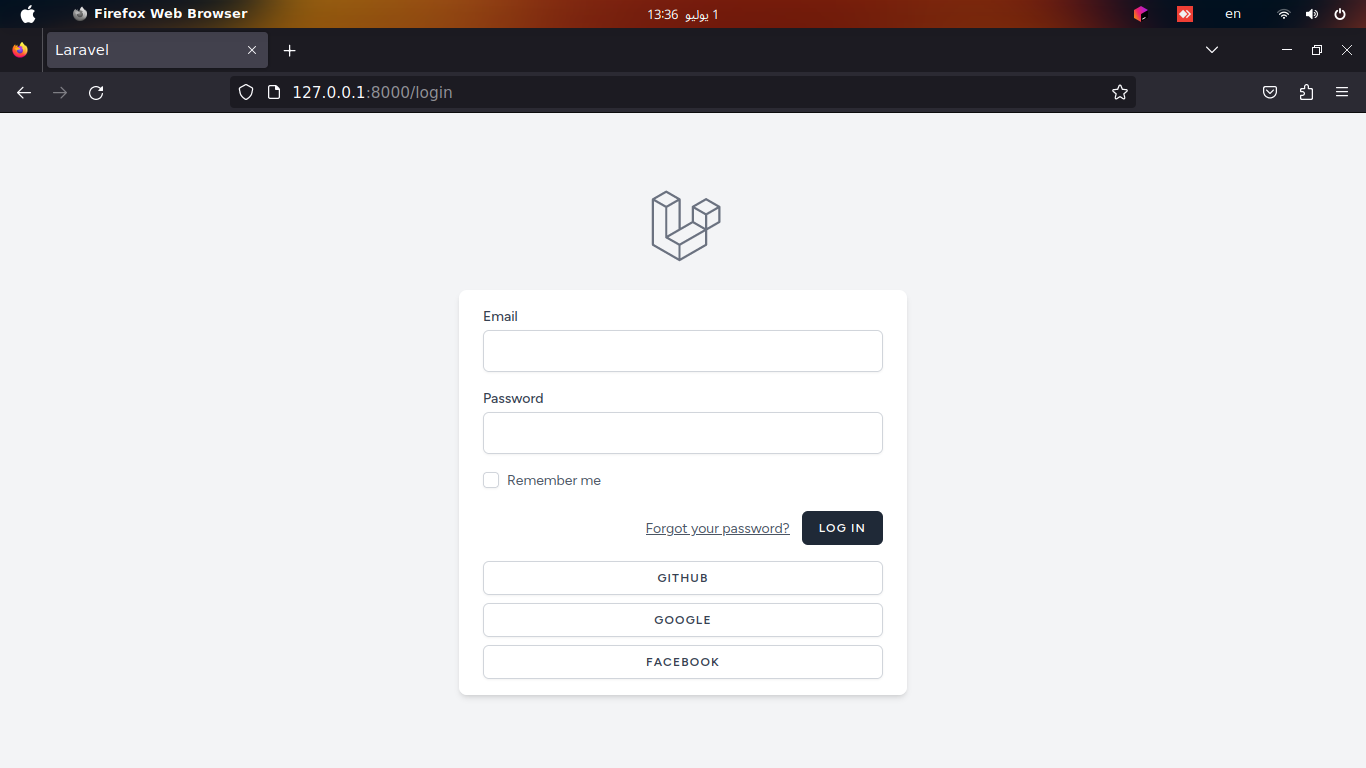 Firefox Web Browser
1 يوليو 13:36
en
Laravel
127.0.0.1:8000/login
Email
Password
Remember me
Forgot your password?
LOG IN
GITHUB
GOOGLE
FACEBOOK